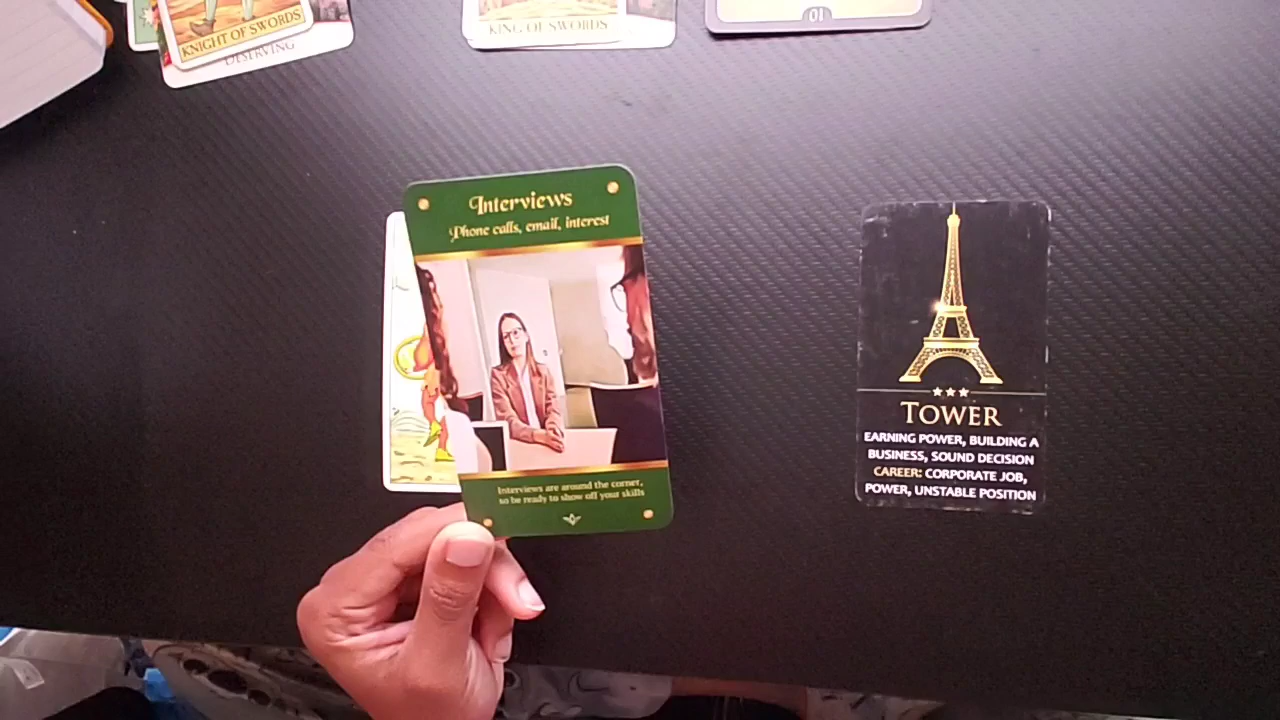 KNIGHT OF SWORDS
DESERVING
KING OF SWORDS
10
Interviews
Phone calls, email, interest
Interviews are around the corner,
so be ready to show off your skills
TOWER
EARNING POWER, BUILDING A
BUSINESS, SOUND DECISION
CAREER: CORPORATE JOB,
POWER, UNSTABLE POSITION